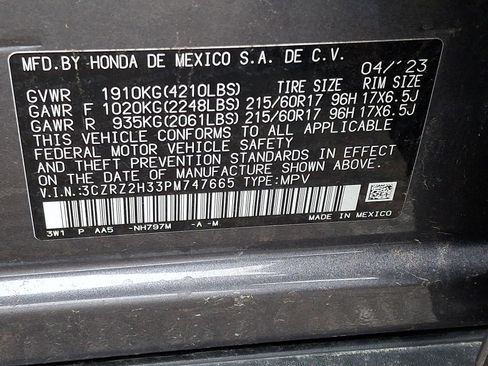 MFD.BY HONDA DE MEXICO S.A. DE C.V.
04/'23
GVWR 1910KG(4210LBS) TIRE SIZE RIM SIZE
GAWR F 1020KG(2248LBS) 215/60R17 96H 17X6.5J
GAWR R 935KG(2061LBS) 215/60R17 96H 17X6.5J
THIS VEHICLE CONFORMS TO ALL APPLICABLE
FEDERAL MOTOR VEHICLE SAFETY
AND THEFT PREVENTION STANDARDS IN EFFECT
ON THE DATE OF MANUFACTURE SHOWN ABOVE.
V.I.N.:3CZRZ2H33PM747665 TYPE:MPV
MADE IN MEXICO
3W1 P AA5 -NH797M -A -M